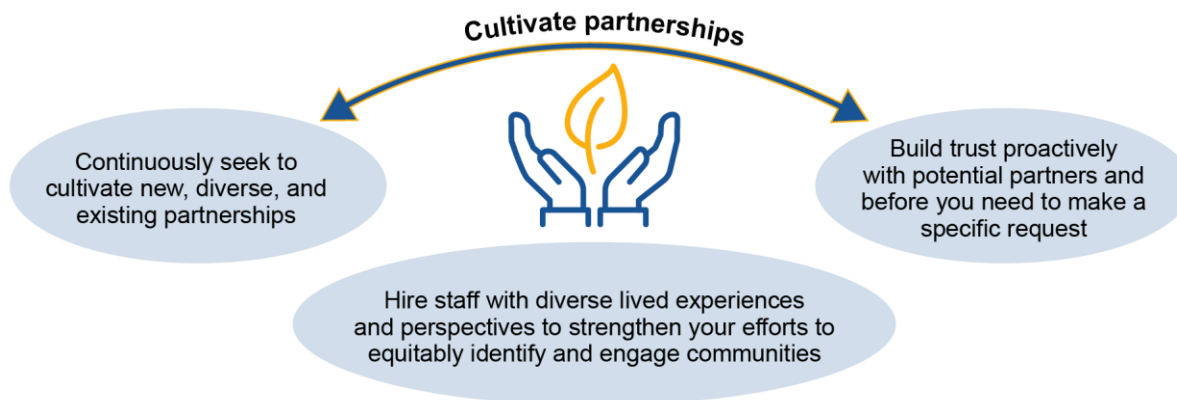 Cultivate partnerships
Continuously seek to
cultivate new, diverse, and
existing partnerships
Build trust proactively
with potential partners and
before you need to make a
specific request
Hire staff with diverse lived experiences
and perspectives to strengthen your efforts to
equitably identify and engage communities